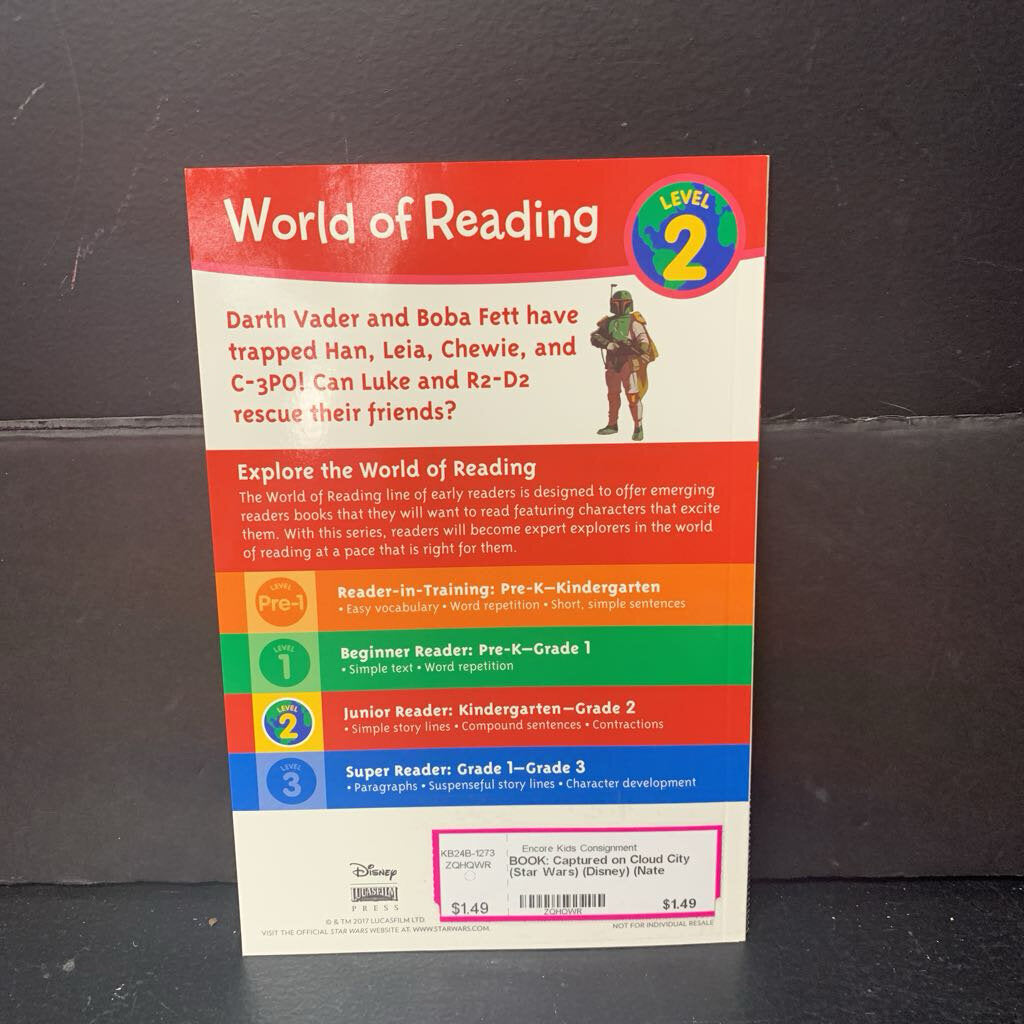 World of Reading
LEVEL
2
Darth Vader and Boba Fett have
trapped Han, Leia, Chewie, and
C-3PO! Can Luke and R2-D2
rescue their friends?
Explore the World of Reading
The World of Reading line of early readers is designed to offer emerging
readers books that they will want to read featuring characters that excite
them. With this series, readers will become expert explorers in the world
of reading at a pace that is right for them.
LEVEL
Pre-1
Reader-in-Training: Pre-K—Kindergarten
• Easy vocabulary • Word repetition • Short, simple sentences
LEVEL
1
Beginner Reader: Pre-K—Grade 1
• Simple text • Word repetition
LEVEL
2
Junior Reader: Kindergarten—Grade 2
• Simple story lines • Compound sentences • Contractions
LEVEL
3
Super Reader: Grade 1—Grade 3
• Paragraphs • Suspenseful story lines • Character development
Disney
LUCASFILM
PRESS
© & TM 2017 LUCASFILM LTD.
VISIT THE OFFICIAL STAR WARS WEBSITE AT: WWW.STARWARS.COM.
KB24B-1273
ZQHQWR
$1.49
Encore Kids Consignment
BOOK: Captured on Cloud City
(Star Wars) (Disney) (Nate
ZQHQWR
$1.49
NOT FOR INDIVIDUAL RESALE